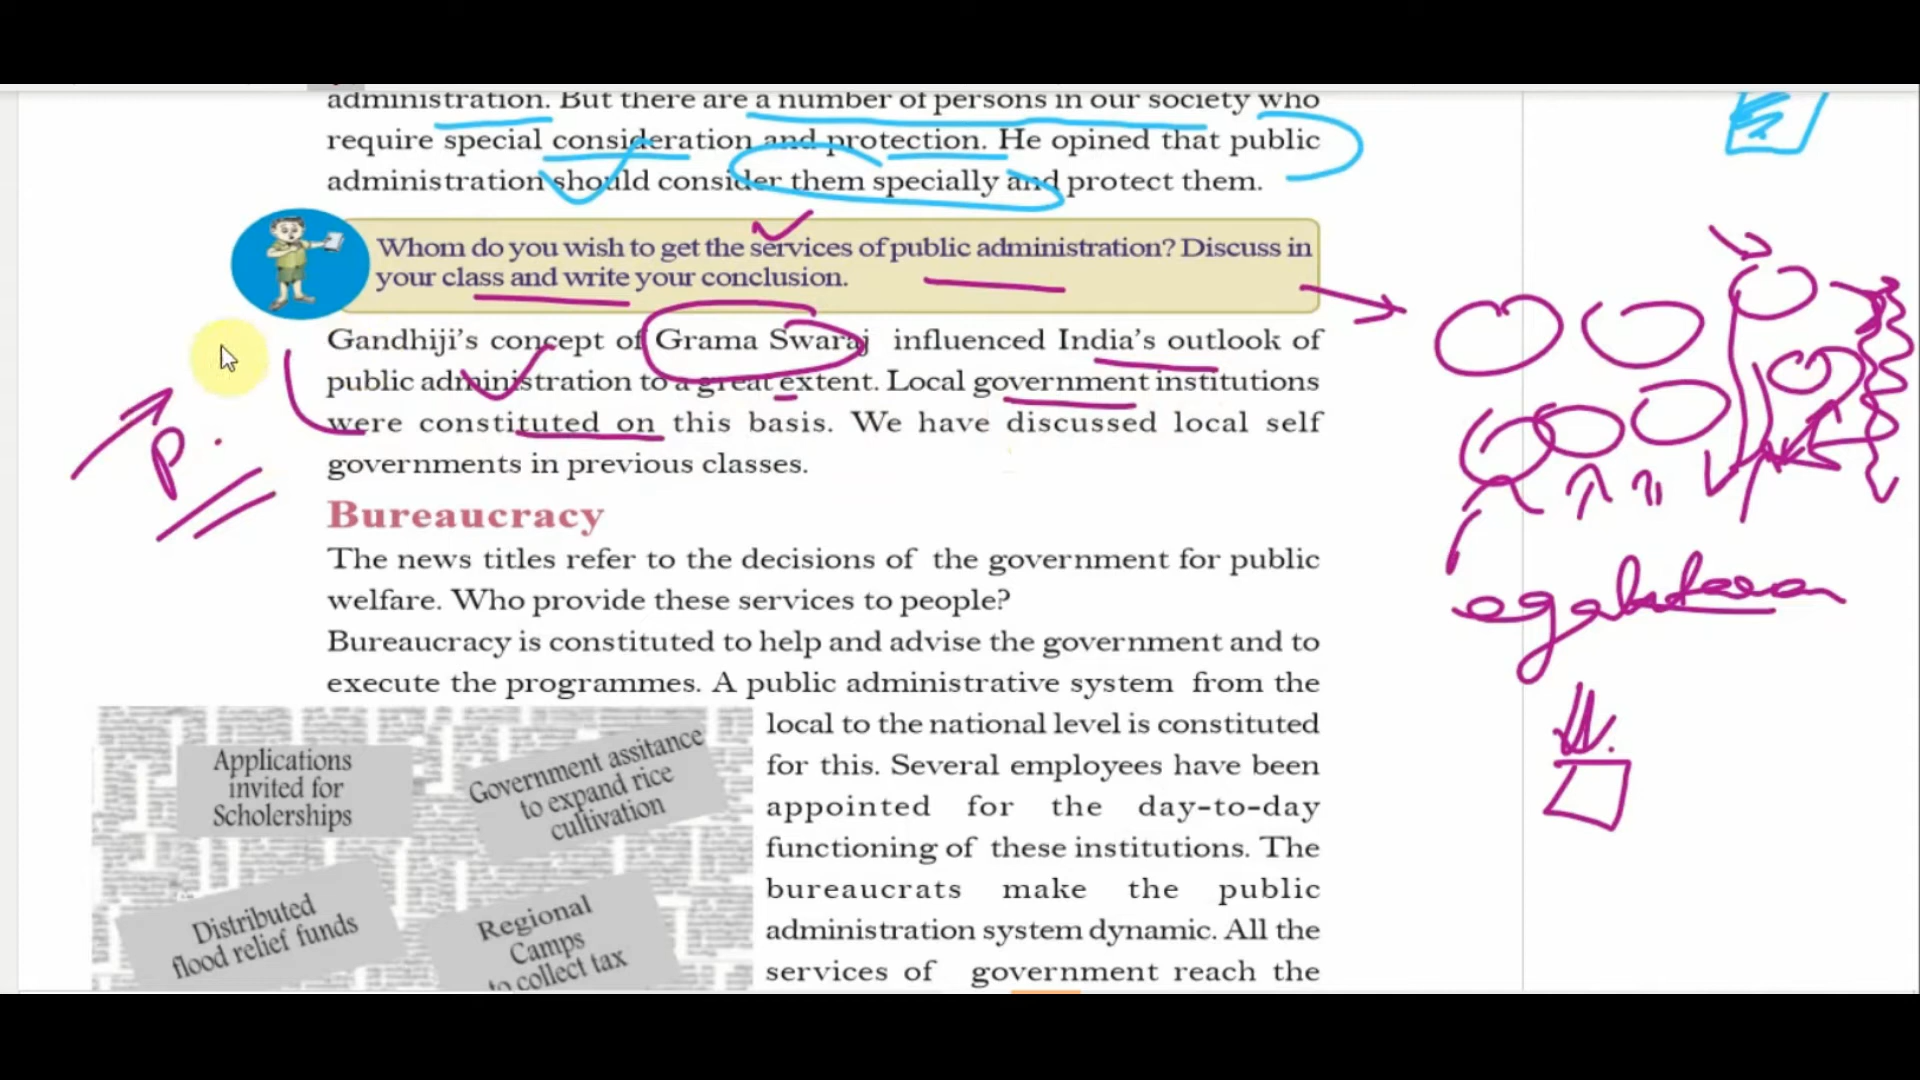 administration. But there are a number of persons in our society who
require special consideration and protection. He opined that public
administration should consider them specially and protect them.
Whom do you wish to get the services of public administration? Discuss in
your class and write your conclusion.
Gandhiji's concept of Grama Swaraj influenced India's outlook of
public administration to a great extent. Local government institutions
were constituted on this basis. We have discussed local self
governments in previous classes.
P.
Bureaucracy
The news titles refer to the decisions of the government for public
welfare. Who provide these services to people?
Bureaucracy is constituted to help and advise the government and to
execute the programmes. A public administrative system from the
local to the national level is constituted
for this. Several employees have been
appointed for the day-to-day
functioning of these institutions. The
bureaucrats make the public
administration system dynamic. All the
services of government reach the
Applications
invited for
Scholerships
Government assitance
to expand rice
cultivation
Distributed
flood relief funds
Regional
Camps
to collect tax